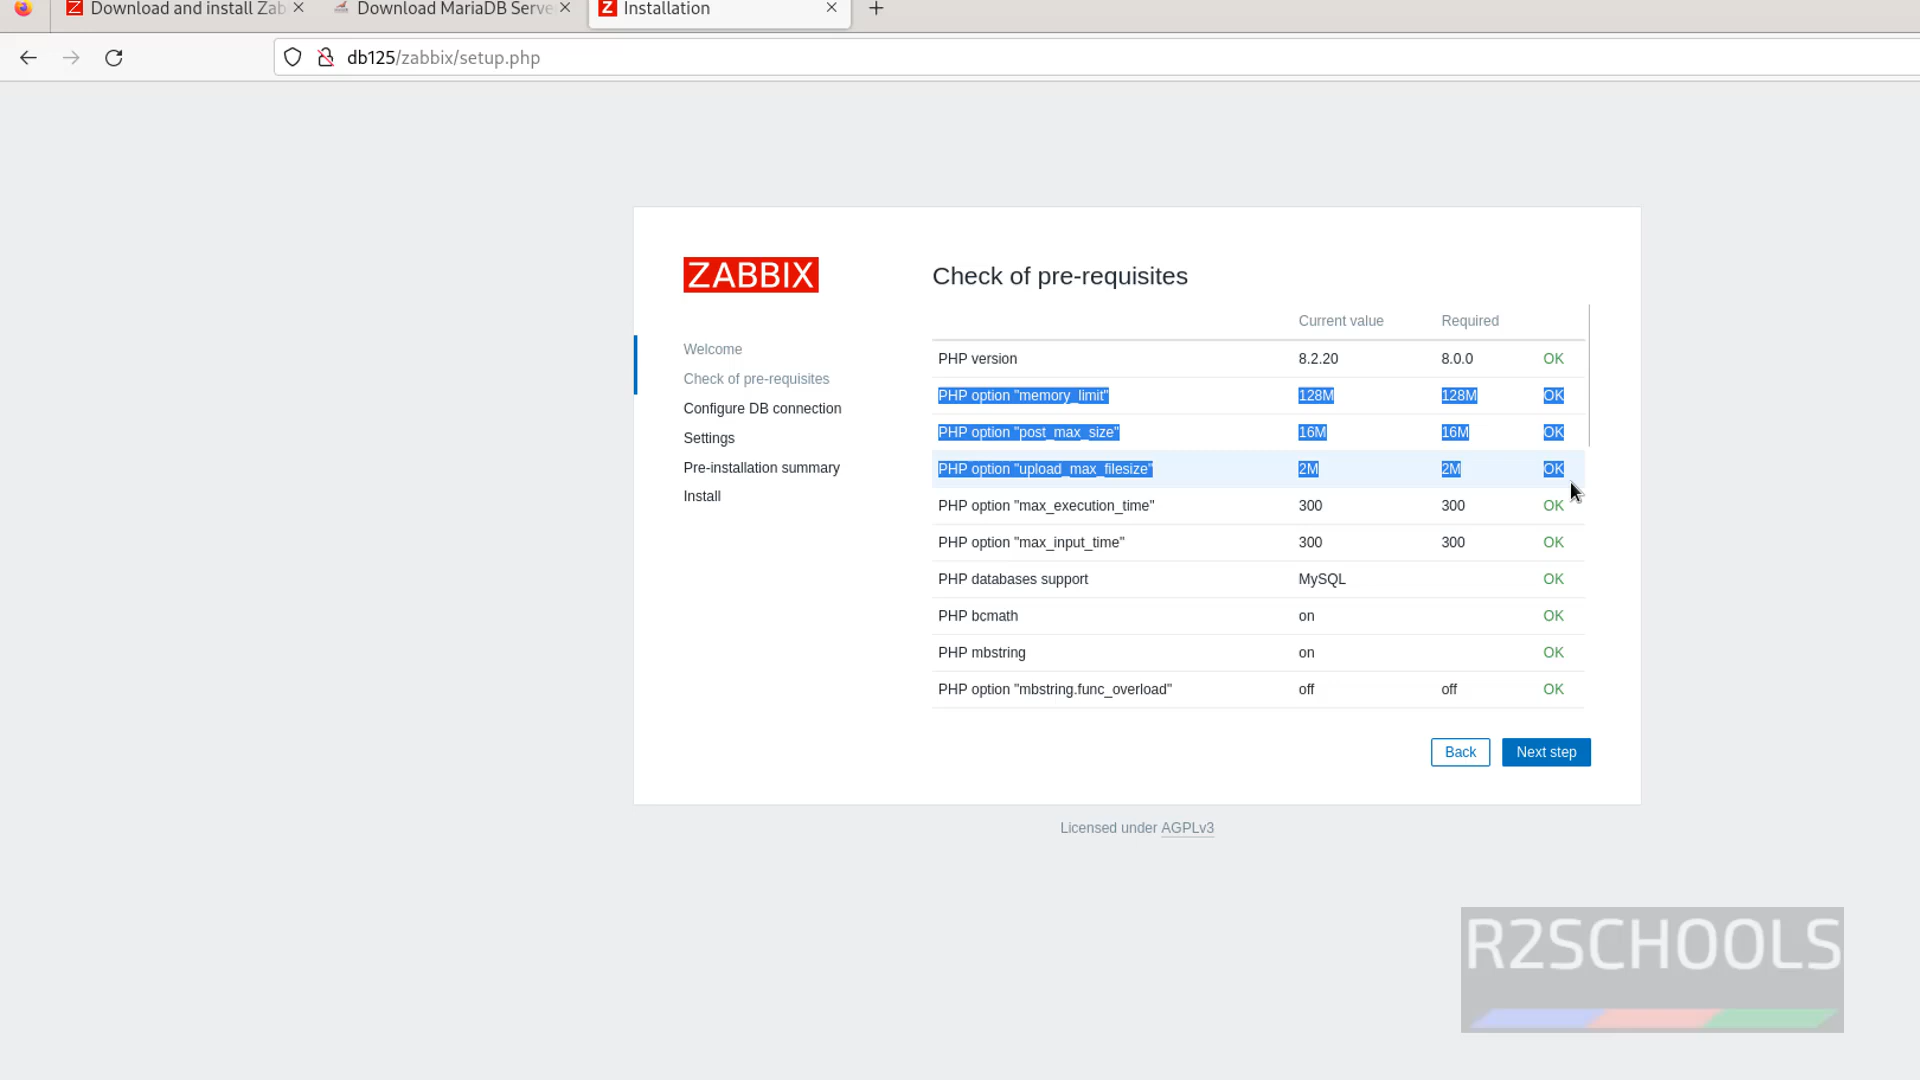 Download and install Zab
Download MariaDB Serve
Installation
db125/zabbix/setup.php
ZABBIX
Welcome
Check of pre-requisites
Configure DB connection
Settings
Pre-installation summary
Install
Check of pre-requisites
Current value Required
PHP version 8.2.20 8.0.0 OK
PHP option "memory_limit" 128M 128M OK
PHP option "post_max_size" 16M 16M OK
PHP option "upload_max_filesize" 2M 2M OK
PHP option "max_execution_time" 300 300 OK
PHP option "max_input_time" 300 300 OK
PHP databases support MySQL OK
PHP bcmath on OK
PHP mbstring on OK
PHP option "mbstring.func_overload" off off OK
Back Next step
Licensed under AGPLv3
R2SCHOOLS